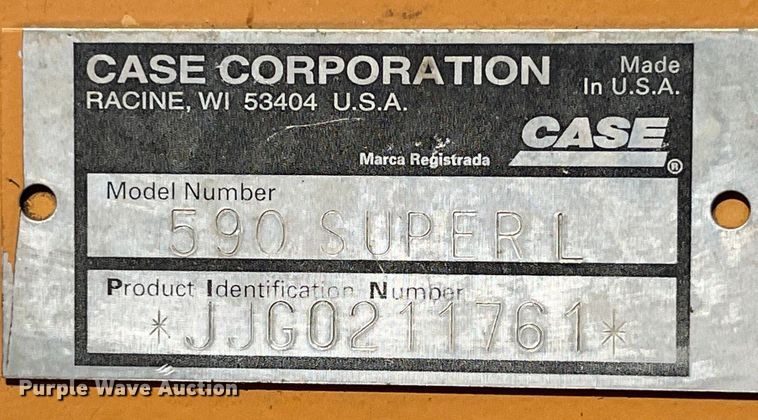 CASE CORPORATION
RACINE, WI 53404 U.S.A.
Made
In U.S.A.
CASE
Marca Registrada
®
Model Number
590 SUPER L
Product Identification Number
*JJG0211761*
Purple Wave Auction